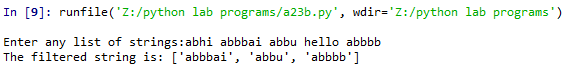 In [9]: runfile('Z:/python lab programs/a23b.py', wdir='Z:/python lab programs')
Enter any list of strings:abhi abbbai abbu hello abbbb
The filtered string is: ['abbbai', 'abbu', 'abbbb']